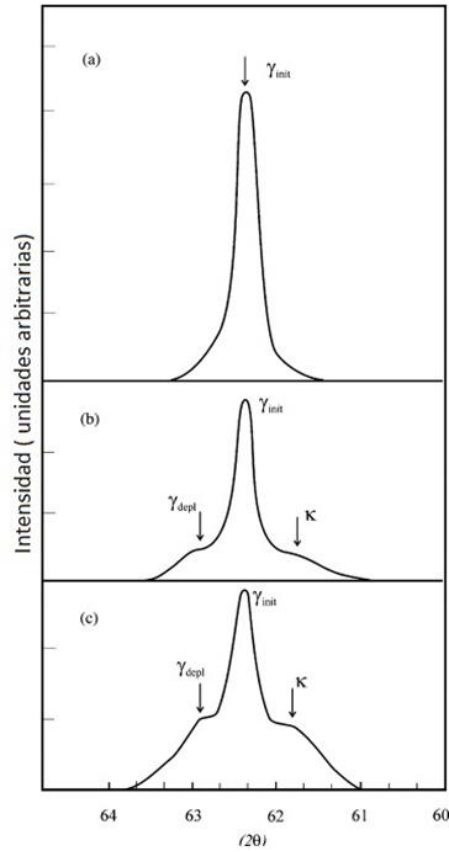 (a)
γinit
Intensidad ( unidades arbitrarias)
(b)
γinit
γdepl
κ
(c)
γinit
γdepl
κ
64 63 62 61 60
(2θ)